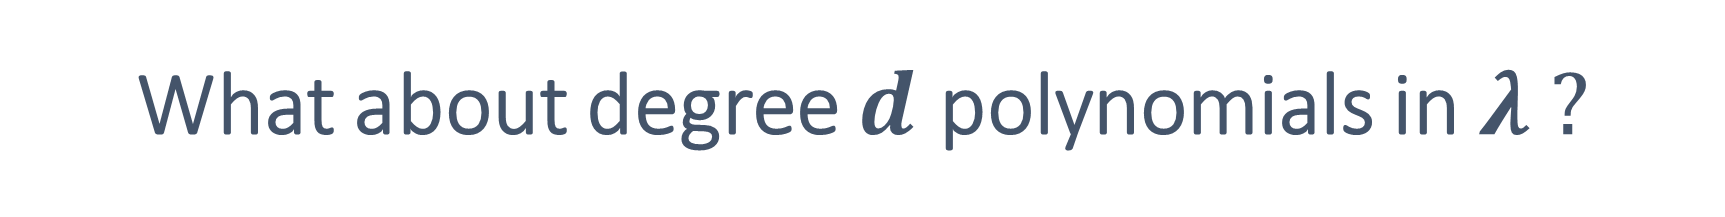 What about degree d polynomials in λ ?